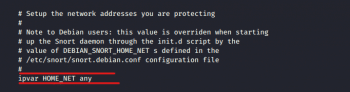 # Setup the network addresses you are protecting
#
# Note to Debian users: this value is overriden when starting
# up the Snort daemon through the init.d script by the
# value of DEBIAN_SNORT_HOME_NET s defined in the
# /etc/snort/snort.debian.conf configuration file
#
ipvar HOME_NET any